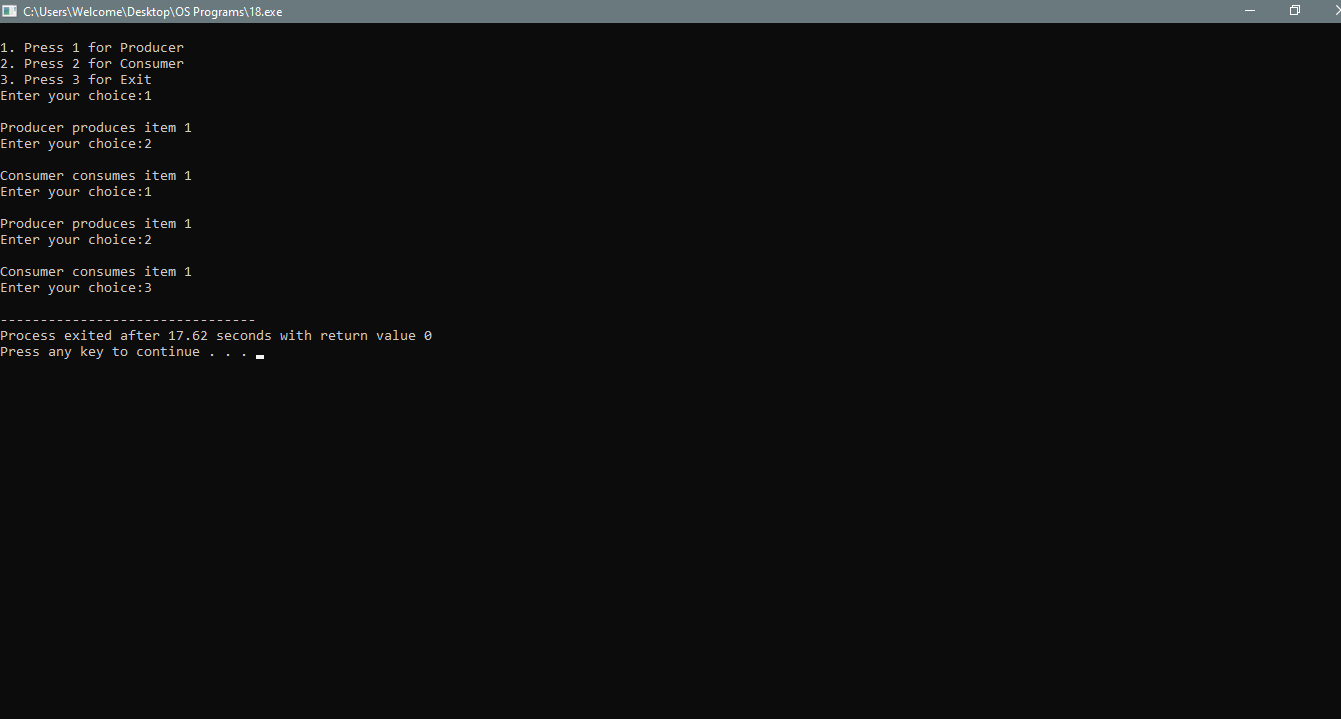 C:\Users\Welcome\Desktop\OS Programs\18.exe
1. Press 1 for Producer
2. Press 2 for Consumer
3. Press 3 for Exit
Enter your choice:1
Producer produces item 1
Enter your choice:2
Consumer consumes item 1
Enter your choice:1
Producer produces item 1
Enter your choice:2
Consumer consumes item 1
Enter your choice:3
--------------------------------
Process exited after 17.62 seconds with return value 0
Press any key to continue . . .